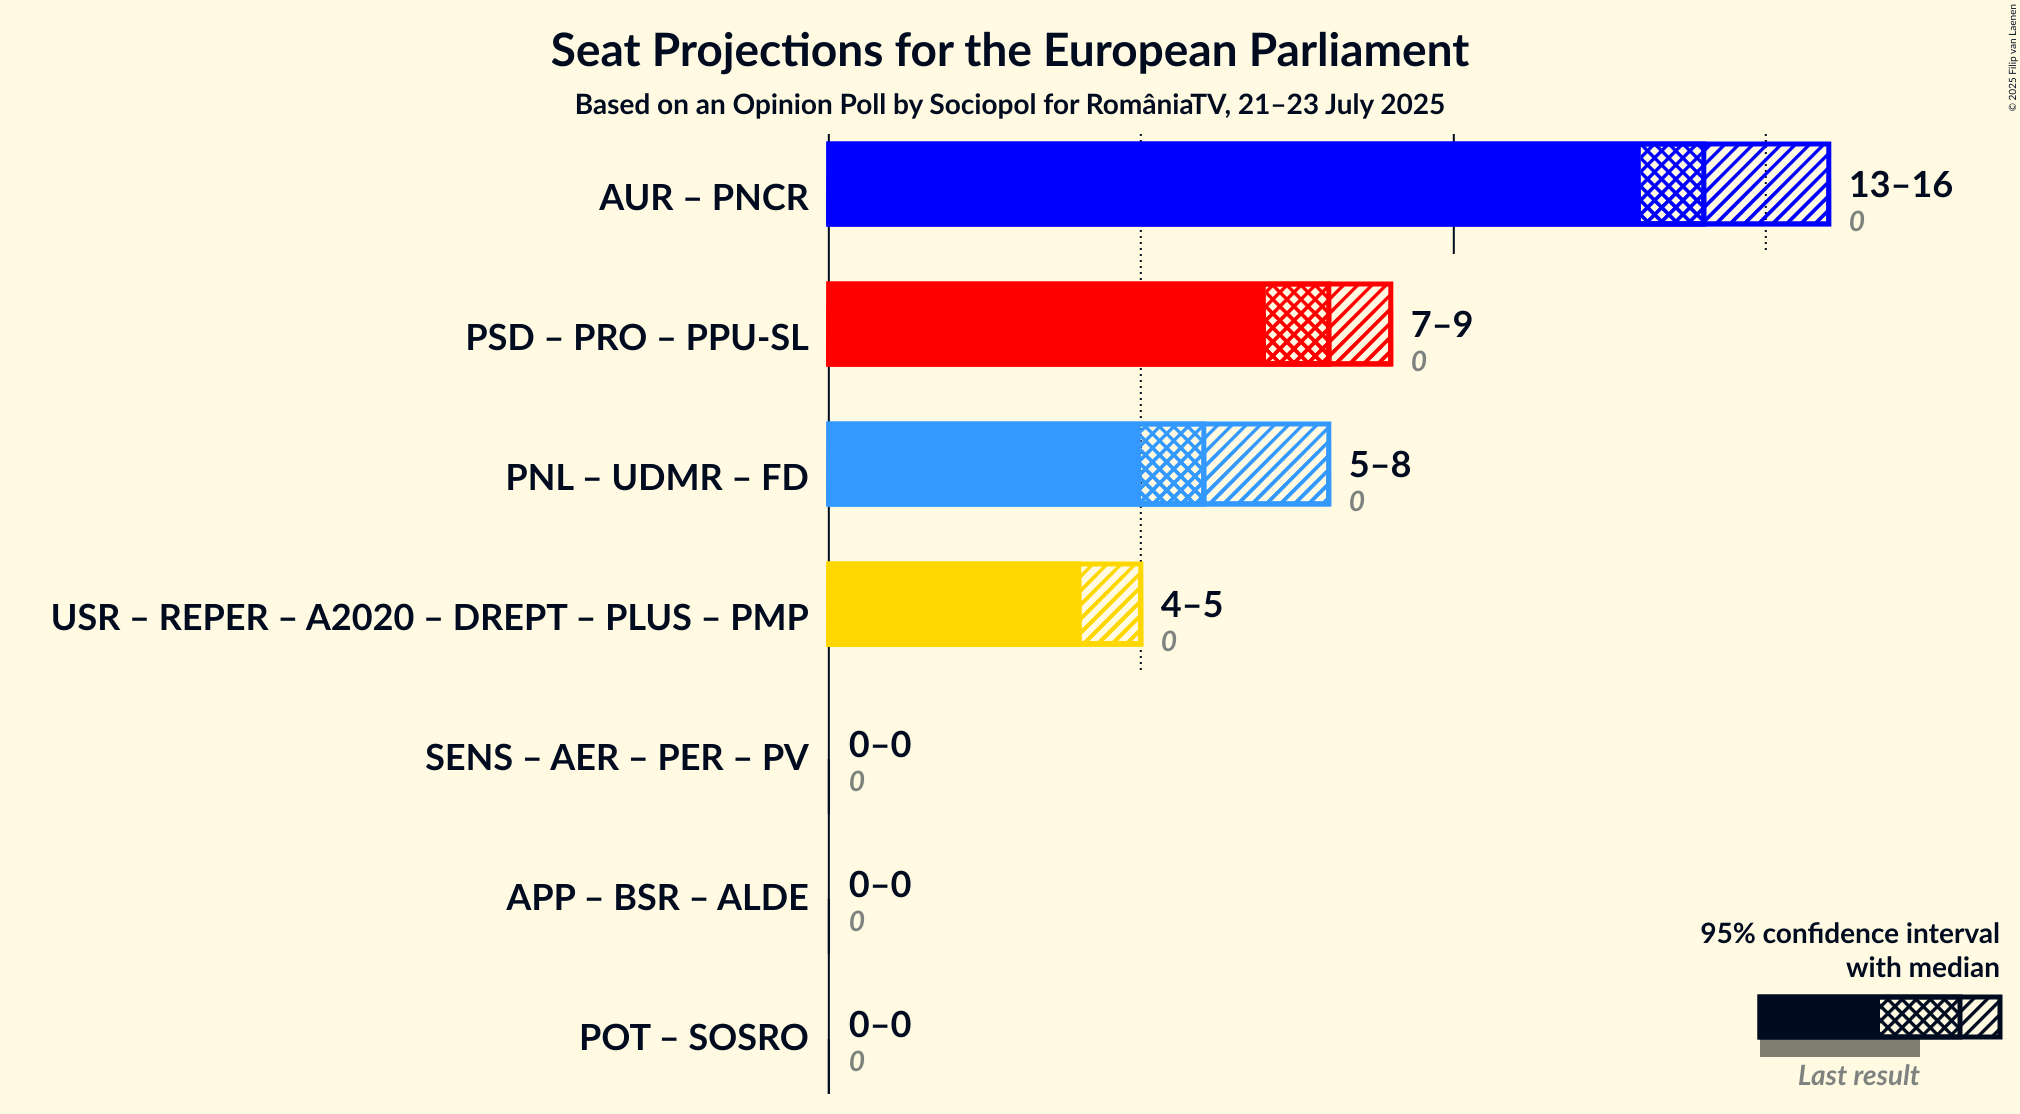 Seat Projections for the European Parliament
Based on an Opinion Poll by Sociopol for RomâniaTV, 21–23 July 2025
© 2025 Filip van Laenen
AUR – PNCR
13–16
0
PSD – PRO – PPU-SL
7–9
0
PNL – UDMR – FD
5–8
0
USR – REPER – A2020 – DREPT – PLUS – PMP
4–5
0
SENS – AER – PER – PV
0–0
0
APP – BSR – ALDE
0–0
0
POT – SOSRO
0–0
0
95% confidence interval
with median
Last result